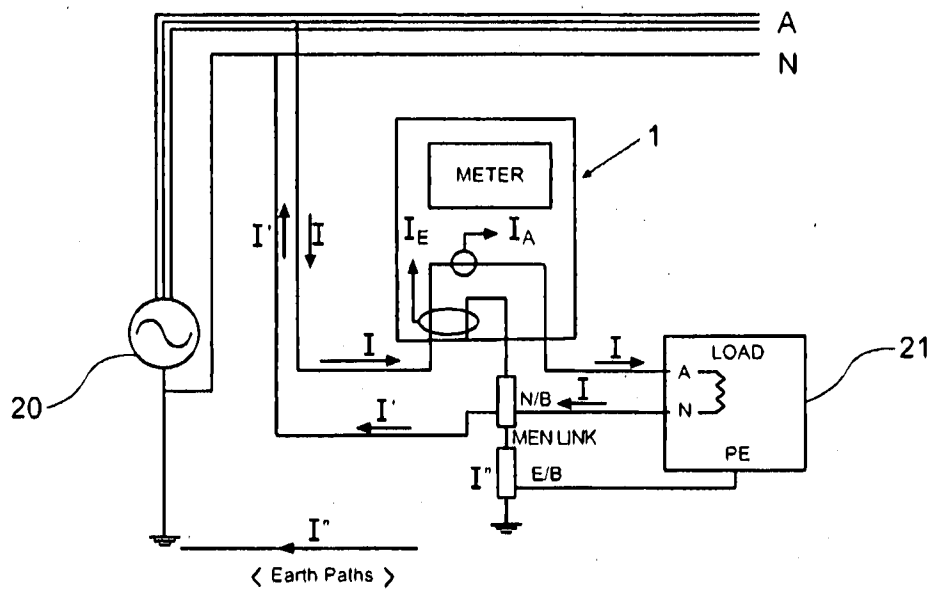 A
N
1
METER
I' I
I_E I_A
I I
LOAD
21
A
20
I' N/B I N
MEN LINK
PE
I" E/B
I"
< Earth Paths >